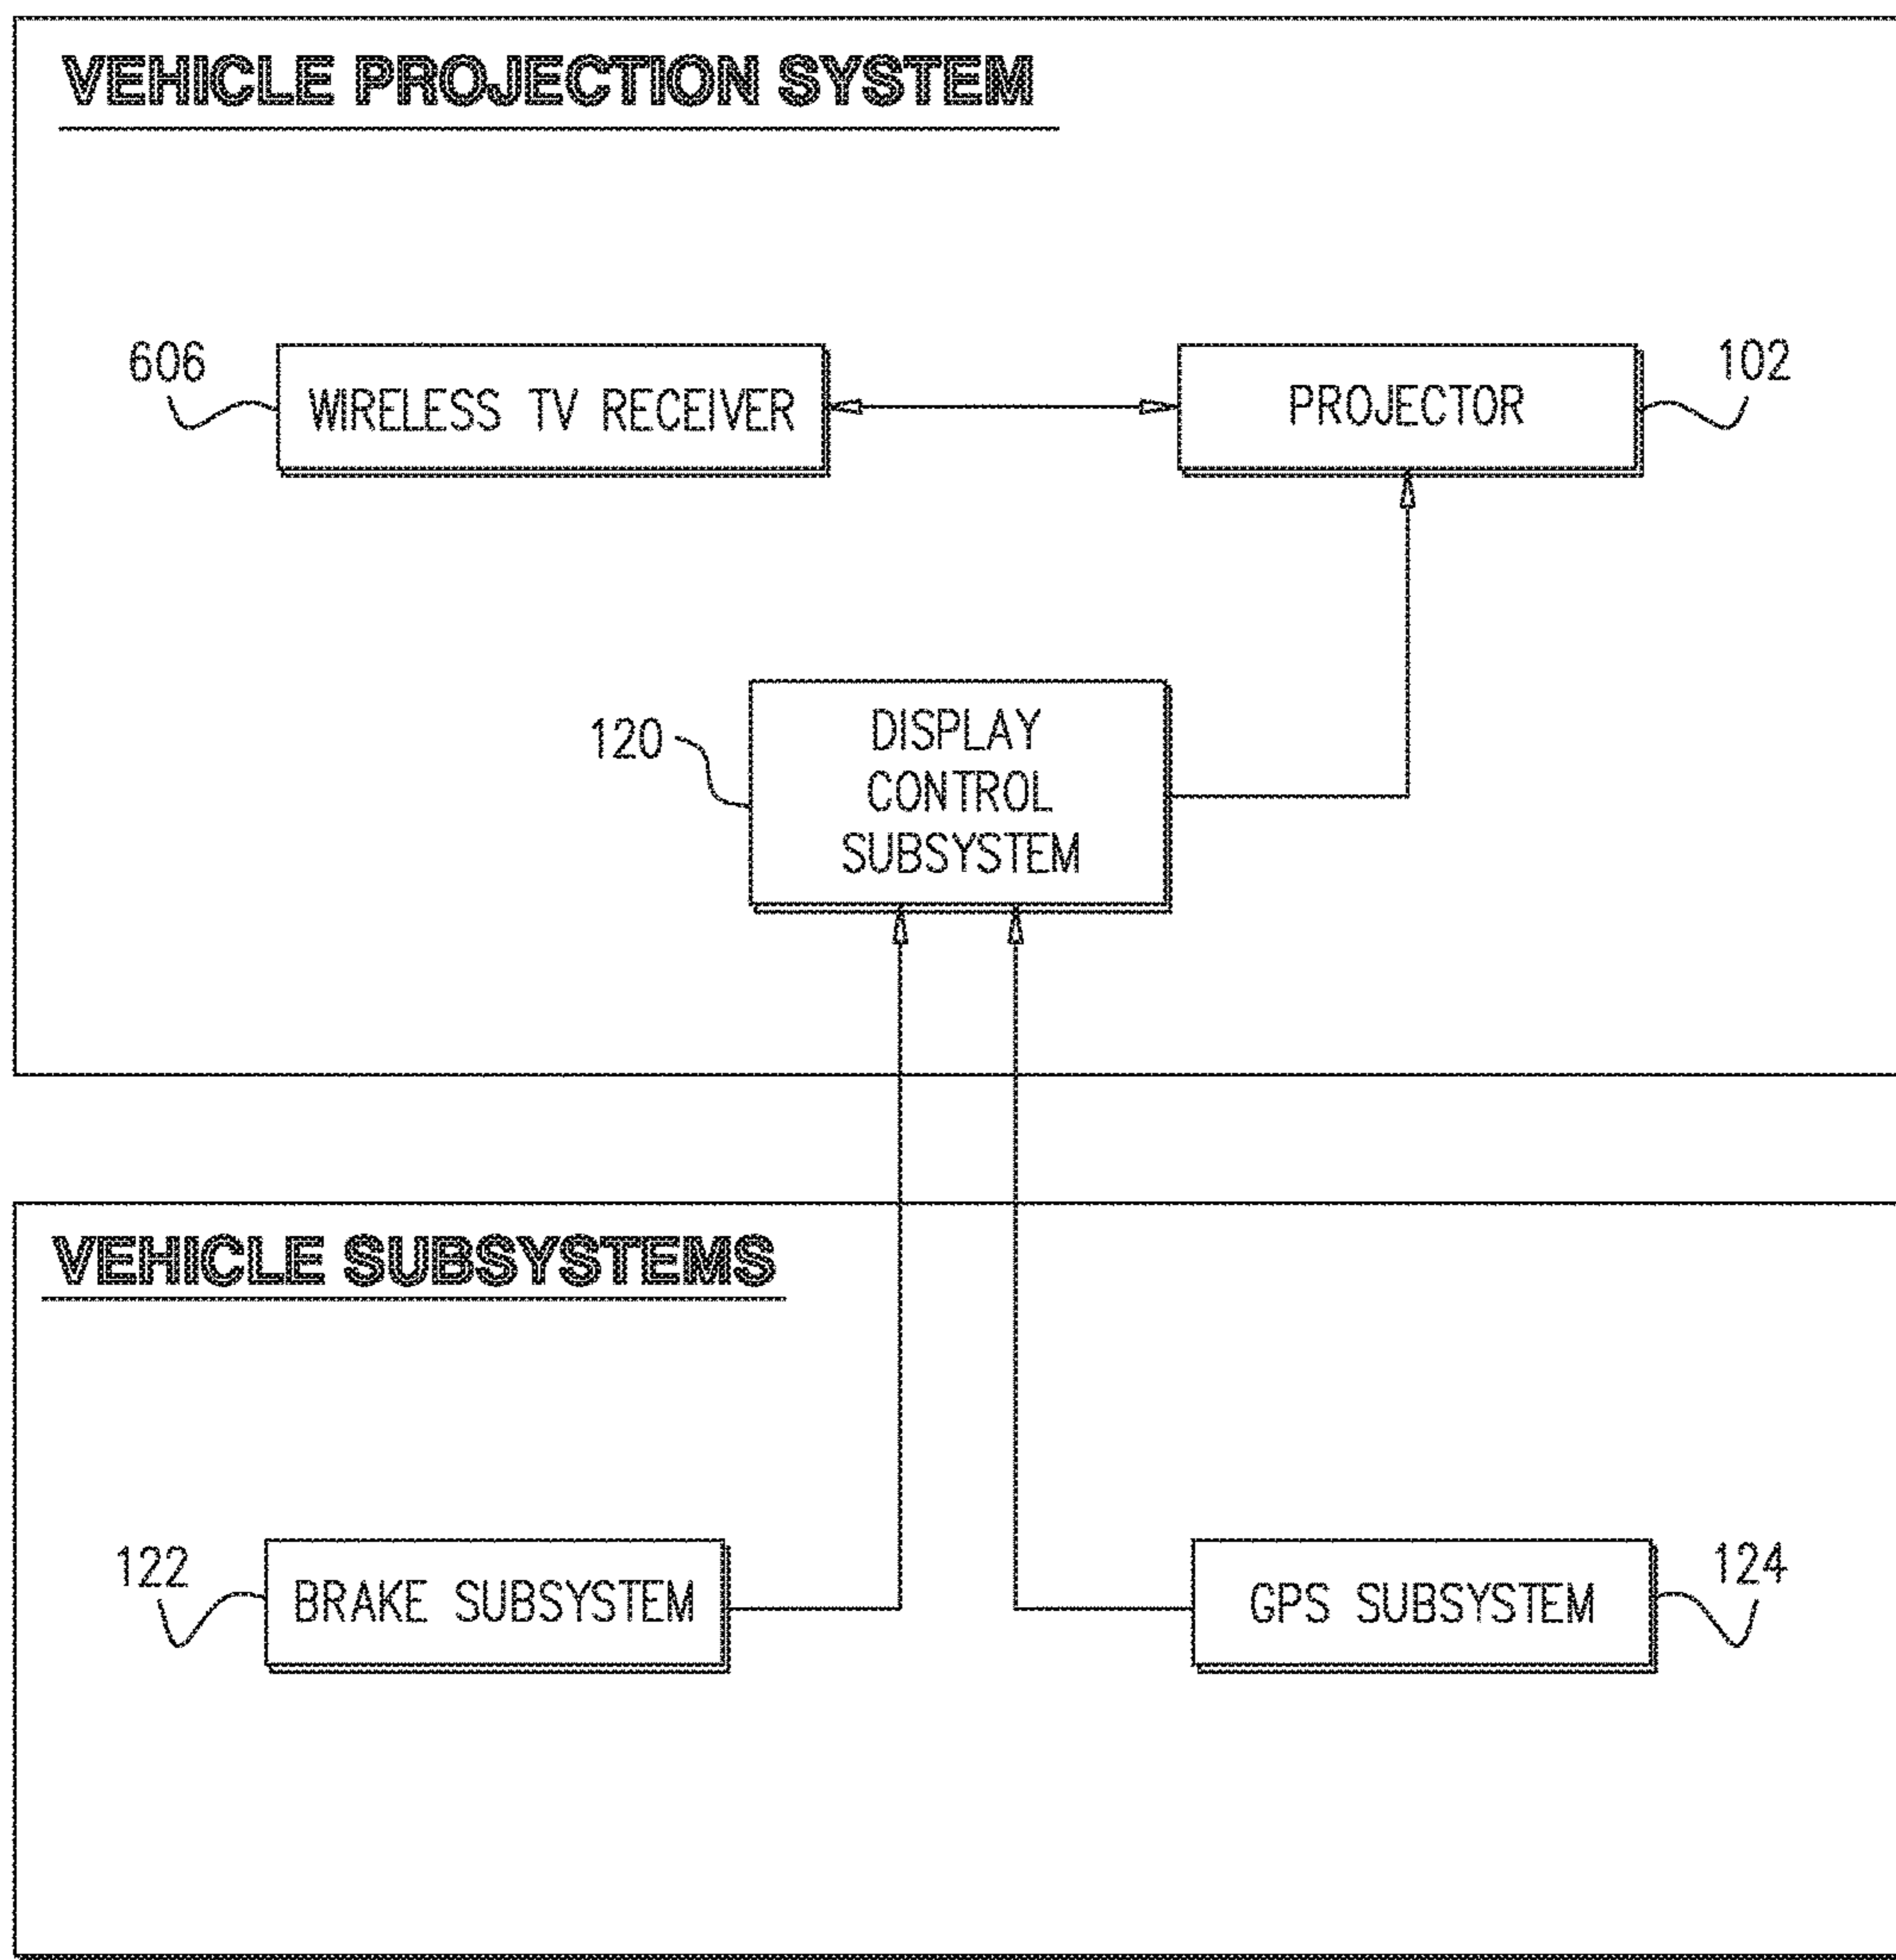 VEHICLE PROJECTION SYSTEM
606
WIRELESS TV RECEIVER
PROJECTOR
102
120
DISPLAY
CONTROL
SUBSYSTEM
VEHICLE SUBSYSTEMS
122
BRAKE SUBSYSTEM
GPS SUBSYSTEM
124